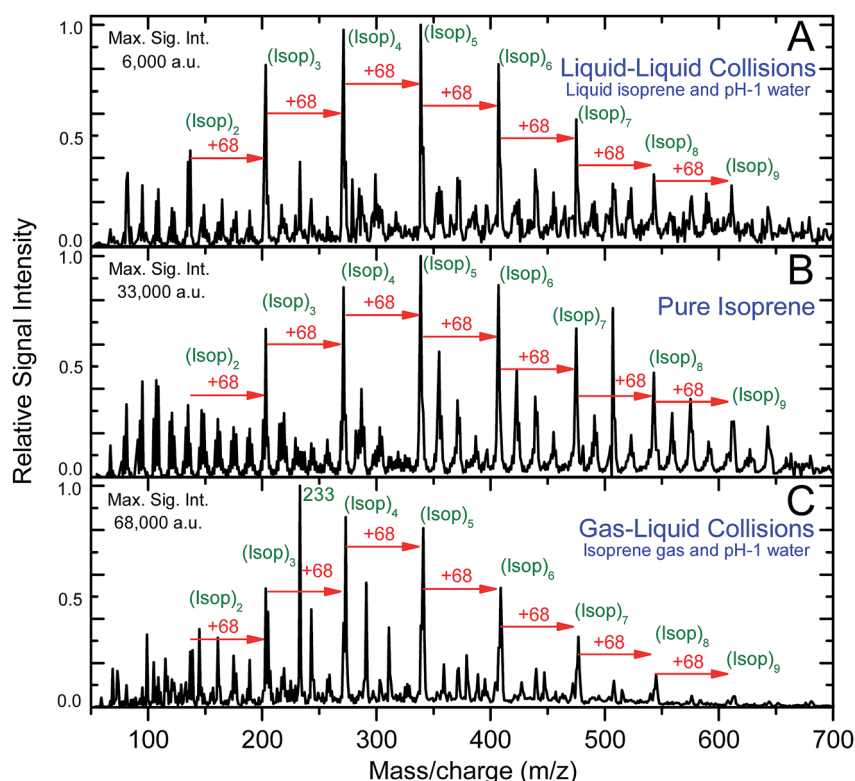 Relative Signal Intensity
A
Max. Sig. Int.
6,000 a.u.
Liquid-Liquid Collisions
Liquid isoprene and pH-1 water
1.0
0.5
0.0
(Isop)₂
(Isop)₃
(Isop)₄
(Isop)₅
(Isop)₆
(Isop)₇
(Isop)₈
(Isop)₉
+68
+68
+68
+68
+68
+68
+68
B
Max. Sig. Int.
33,000 a.u.
Pure Isoprene
1.0
0.5
0.0
(Isop)₂
(Isop)₃
(Isop)₄
(Isop)₅
(Isop)₆
(Isop)₇
(Isop)₈
(Isop)₉
+68
+68
+68
+68
+68
+68
+68
C
Max. Sig. Int.
68,000 a.u.
Gas-Liquid Collisions
Isoprene gas and pH-1 water
1.0
0.5
0.0
233
(Isop)₂
(Isop)₃
(Isop)₄
(Isop)₅
(Isop)₆
(Isop)₇
(Isop)₈
(Isop)₉
+68
+68
+68
+68
+68
+68
+68
100 200 300 400 500 600 700
Mass/charge (m/z)